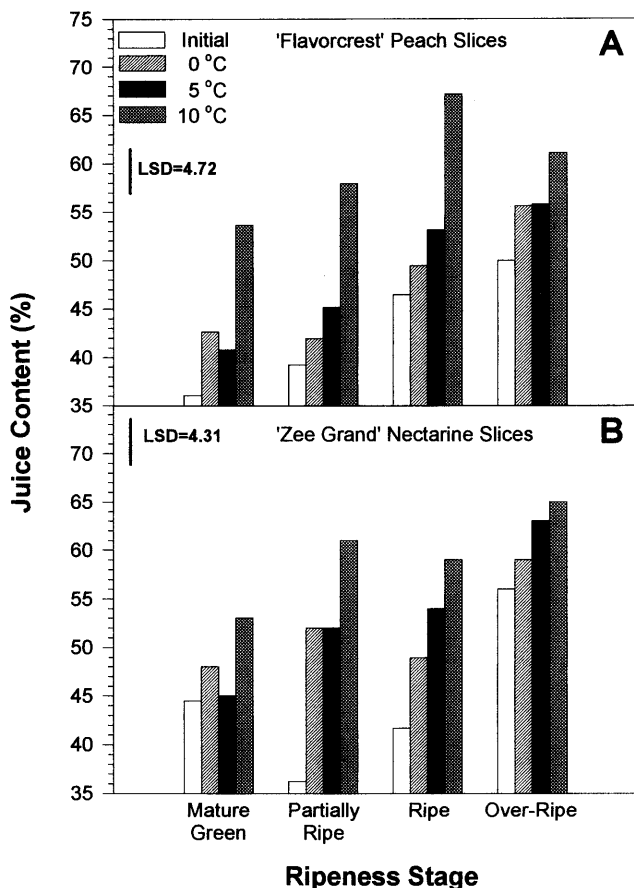 75
70
65
60
55
50
45
40
35
Initial
0 °C
5 °C
10 °C
'Flavorcrest' Peach Slices
A
LSD=4.72
Juice Content (%)
70
65
60
55
50
45
40
35
LSD=4.31
'Zee Grand' Nectarine Slices
B
Mature
Green
Partially
Ripe
Ripe
Over-Ripe
Ripeness Stage